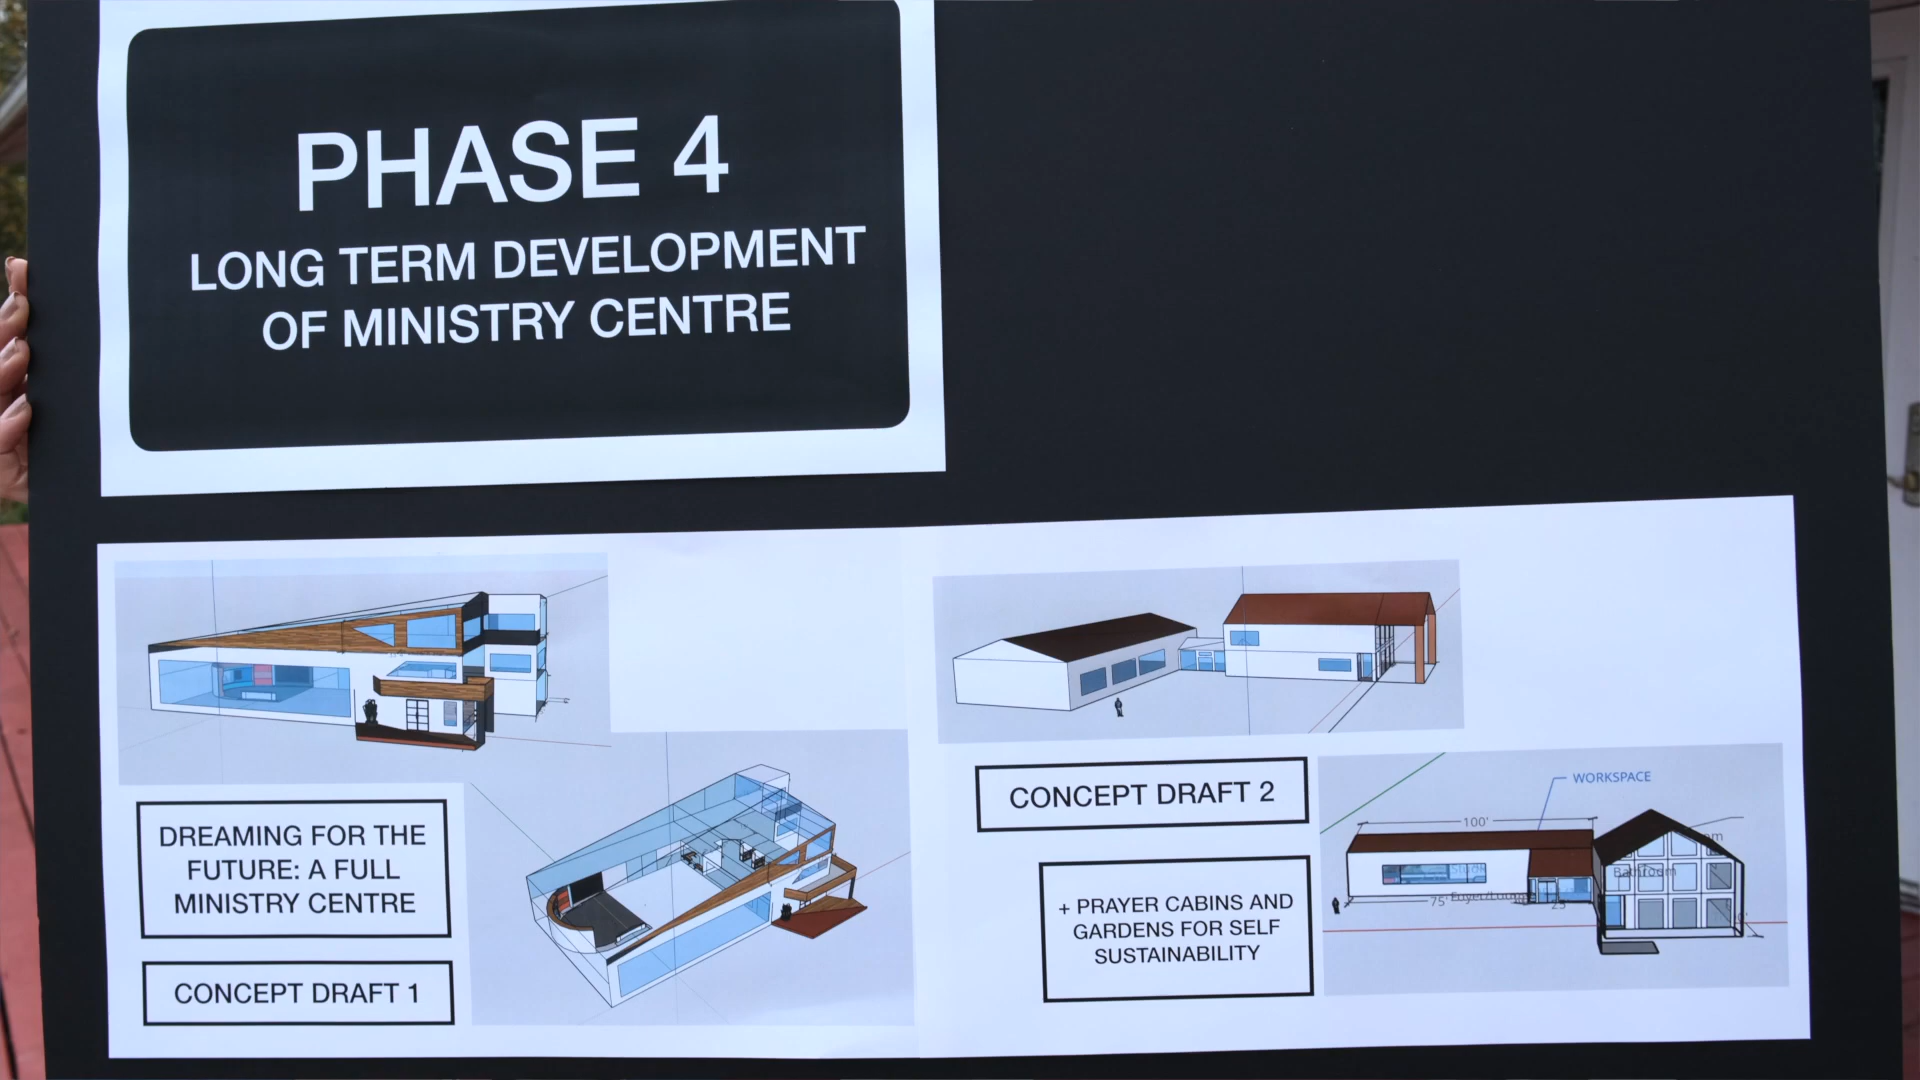 PHASE 4
LONG TERM DEVELOPMENT
OF MINISTRY CENTRE
DREAMING FOR THE
FUTURE: A FULL
MINISTRY CENTRE
CONCEPT DRAFT 1
CONCEPT DRAFT 2
+ PRAYER CABINS AND
GARDENS FOR SELF
SUSTAINABILITY
WORKSPACE
100'
Bathroom
75'
25'